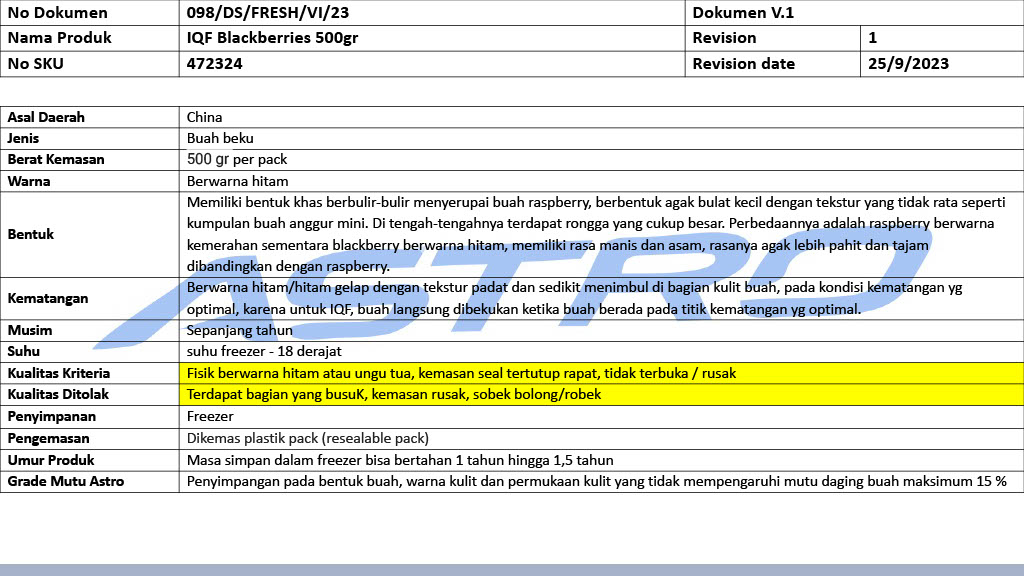 No Dokumen 098/DS/FRESH/VI/23 Dokumen V.1
Nama Produk IQF Blackberries 500gr Revision 1
No SKU 472324 Revision date 25/9/2023
Asal Daerah China
Jenis Buah beku
Berat Kemasan 500 gr per pack
Warna Berwarna hitam
Bentuk Memiliki bentuk khas berbulir-bulir menyerupai buah raspberry, berbentuk agak bulat kecil dengan tekstur yang tidak rata seperti
kumpulan buah anggur mini. Di tengah-tengahnya terdapat rongga yang cukup besar. Perbedaannya adalah raspberry berwarna
kemerahan sementara blackberry berwarna hitam, memiliki rasa manis dan asam, rasanya agak lebih pahit dan tajam
dibandingkan dengan raspberry.
Kematangan Berwarna hitam/hitam gelap dengan tekstur padat dan sedikit menimbul di bagian kulit buah, pada kondisi kematangan yg
optimal, karena untuk IQF, buah langsung dibekukan ketika buah berada pada titik kematangan yg optimal.
Musim Sepanjang tahun
Suhu suhu freezer - 18 derajat
Kualitas Kriteria Fisik berwarna hitam atau ungu tua, kemasan seal tertutup rapat, tidak terbuka / rusak
Kualitas Ditolak Terdapat bagian yang busuK, kemasan rusak, sobek bolong/robek
Penyimpanan Freezer
Pengemasan Dikemas plastik pack (resealable pack)
Umur Produk Masa simpan dalam freezer bisa bertahan 1 tahun hingga 1,5 tahun
Grade Mutu Astro Penyimpangan pada bentuk buah, warna kulit dan permukaan kulit yang tidak mempengaruhi mutu daging buah maksimum 15 %
ASTRO